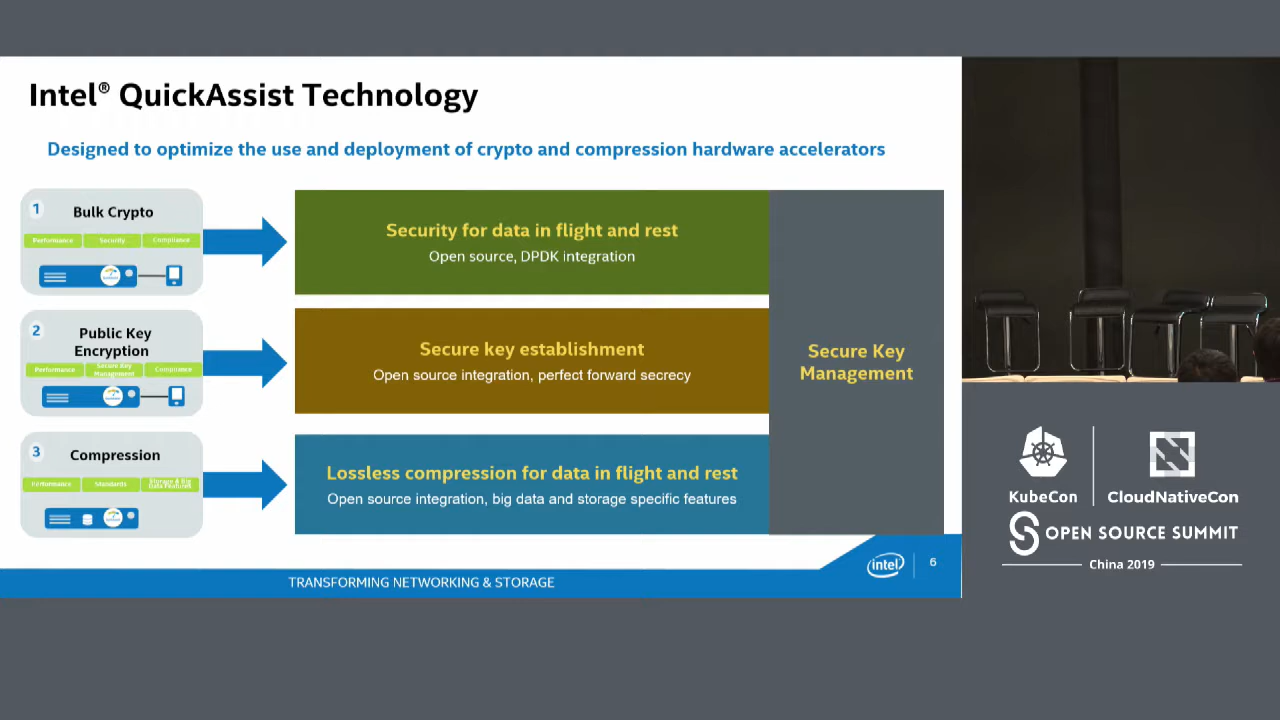 Intel® QuickAssist Technology
Designed to optimize the use and deployment of crypto and compression hardware accelerators
1
Bulk Crypto
Performance
Security
Compliance
Security for data in flight and rest
Open source, DPDK integration
2
Public Key
Encryption
Performance
Secure Key
Management
Compliance
Secure key establishment
Open source integration, perfect forward secrecy
Secure Key
Management
3
Compression
Performance
Standards
Storage & Big
Data Features
Lossless compression for data in flight and rest
Open source integration, big data and storage specific features
TRANSFORMING NETWORKING & STORAGE
intel
6
KubeCon
CloudNativeCon
OPEN SOURCE SUMMIT
China 2019